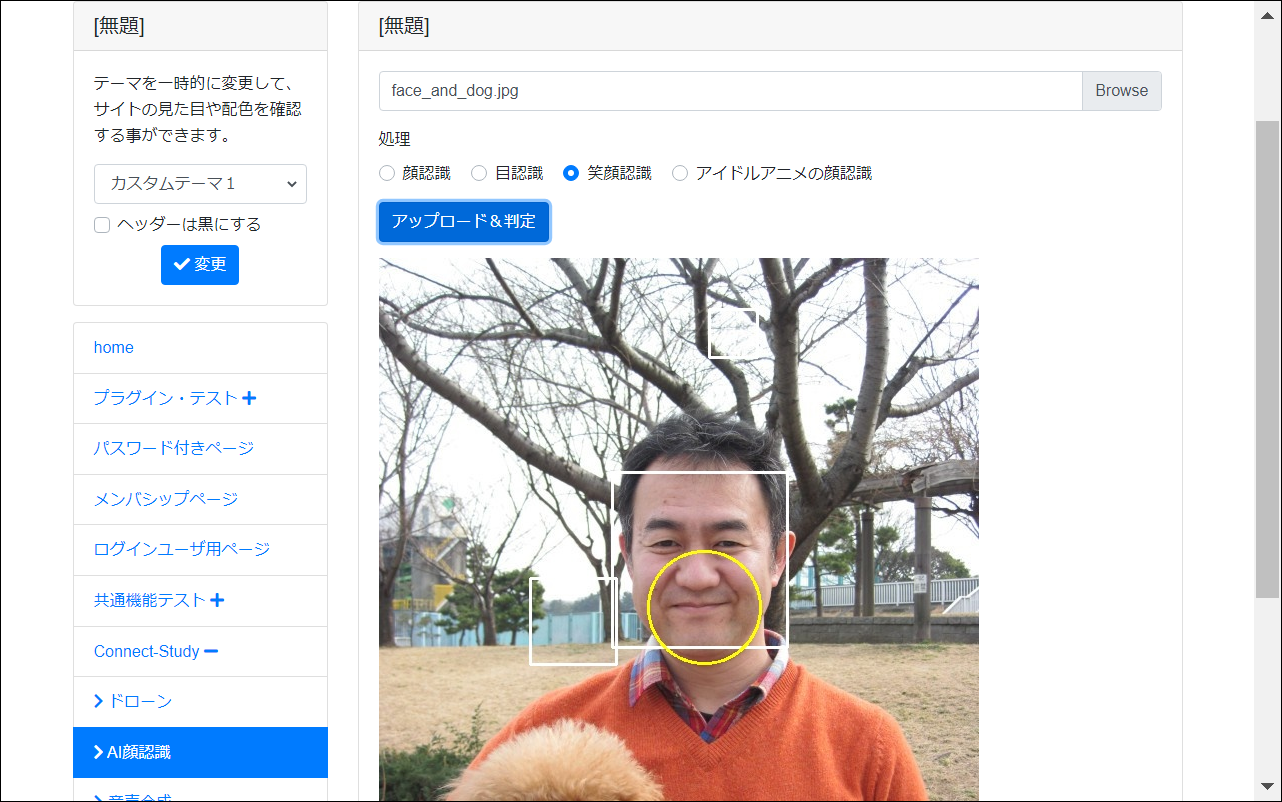 [無題]
テーマを一時的に変更して、
サイトの見た目や配色を確認
する事ができます。
カスタムテーマ１
ヘッダーは黒にする
変更
home
プラグイン・テスト
パスワード付きページ
メンバシップページ
ログインユーザ用ページ
共通機能テスト
Connect-Study
ドローン
AI顔認識
音声合成
[無題]
face_and_dog.jpg Browse
処理
顔認識 目認識 笑顔認識 アイドルアニメの顔認識
アップロード＆判定